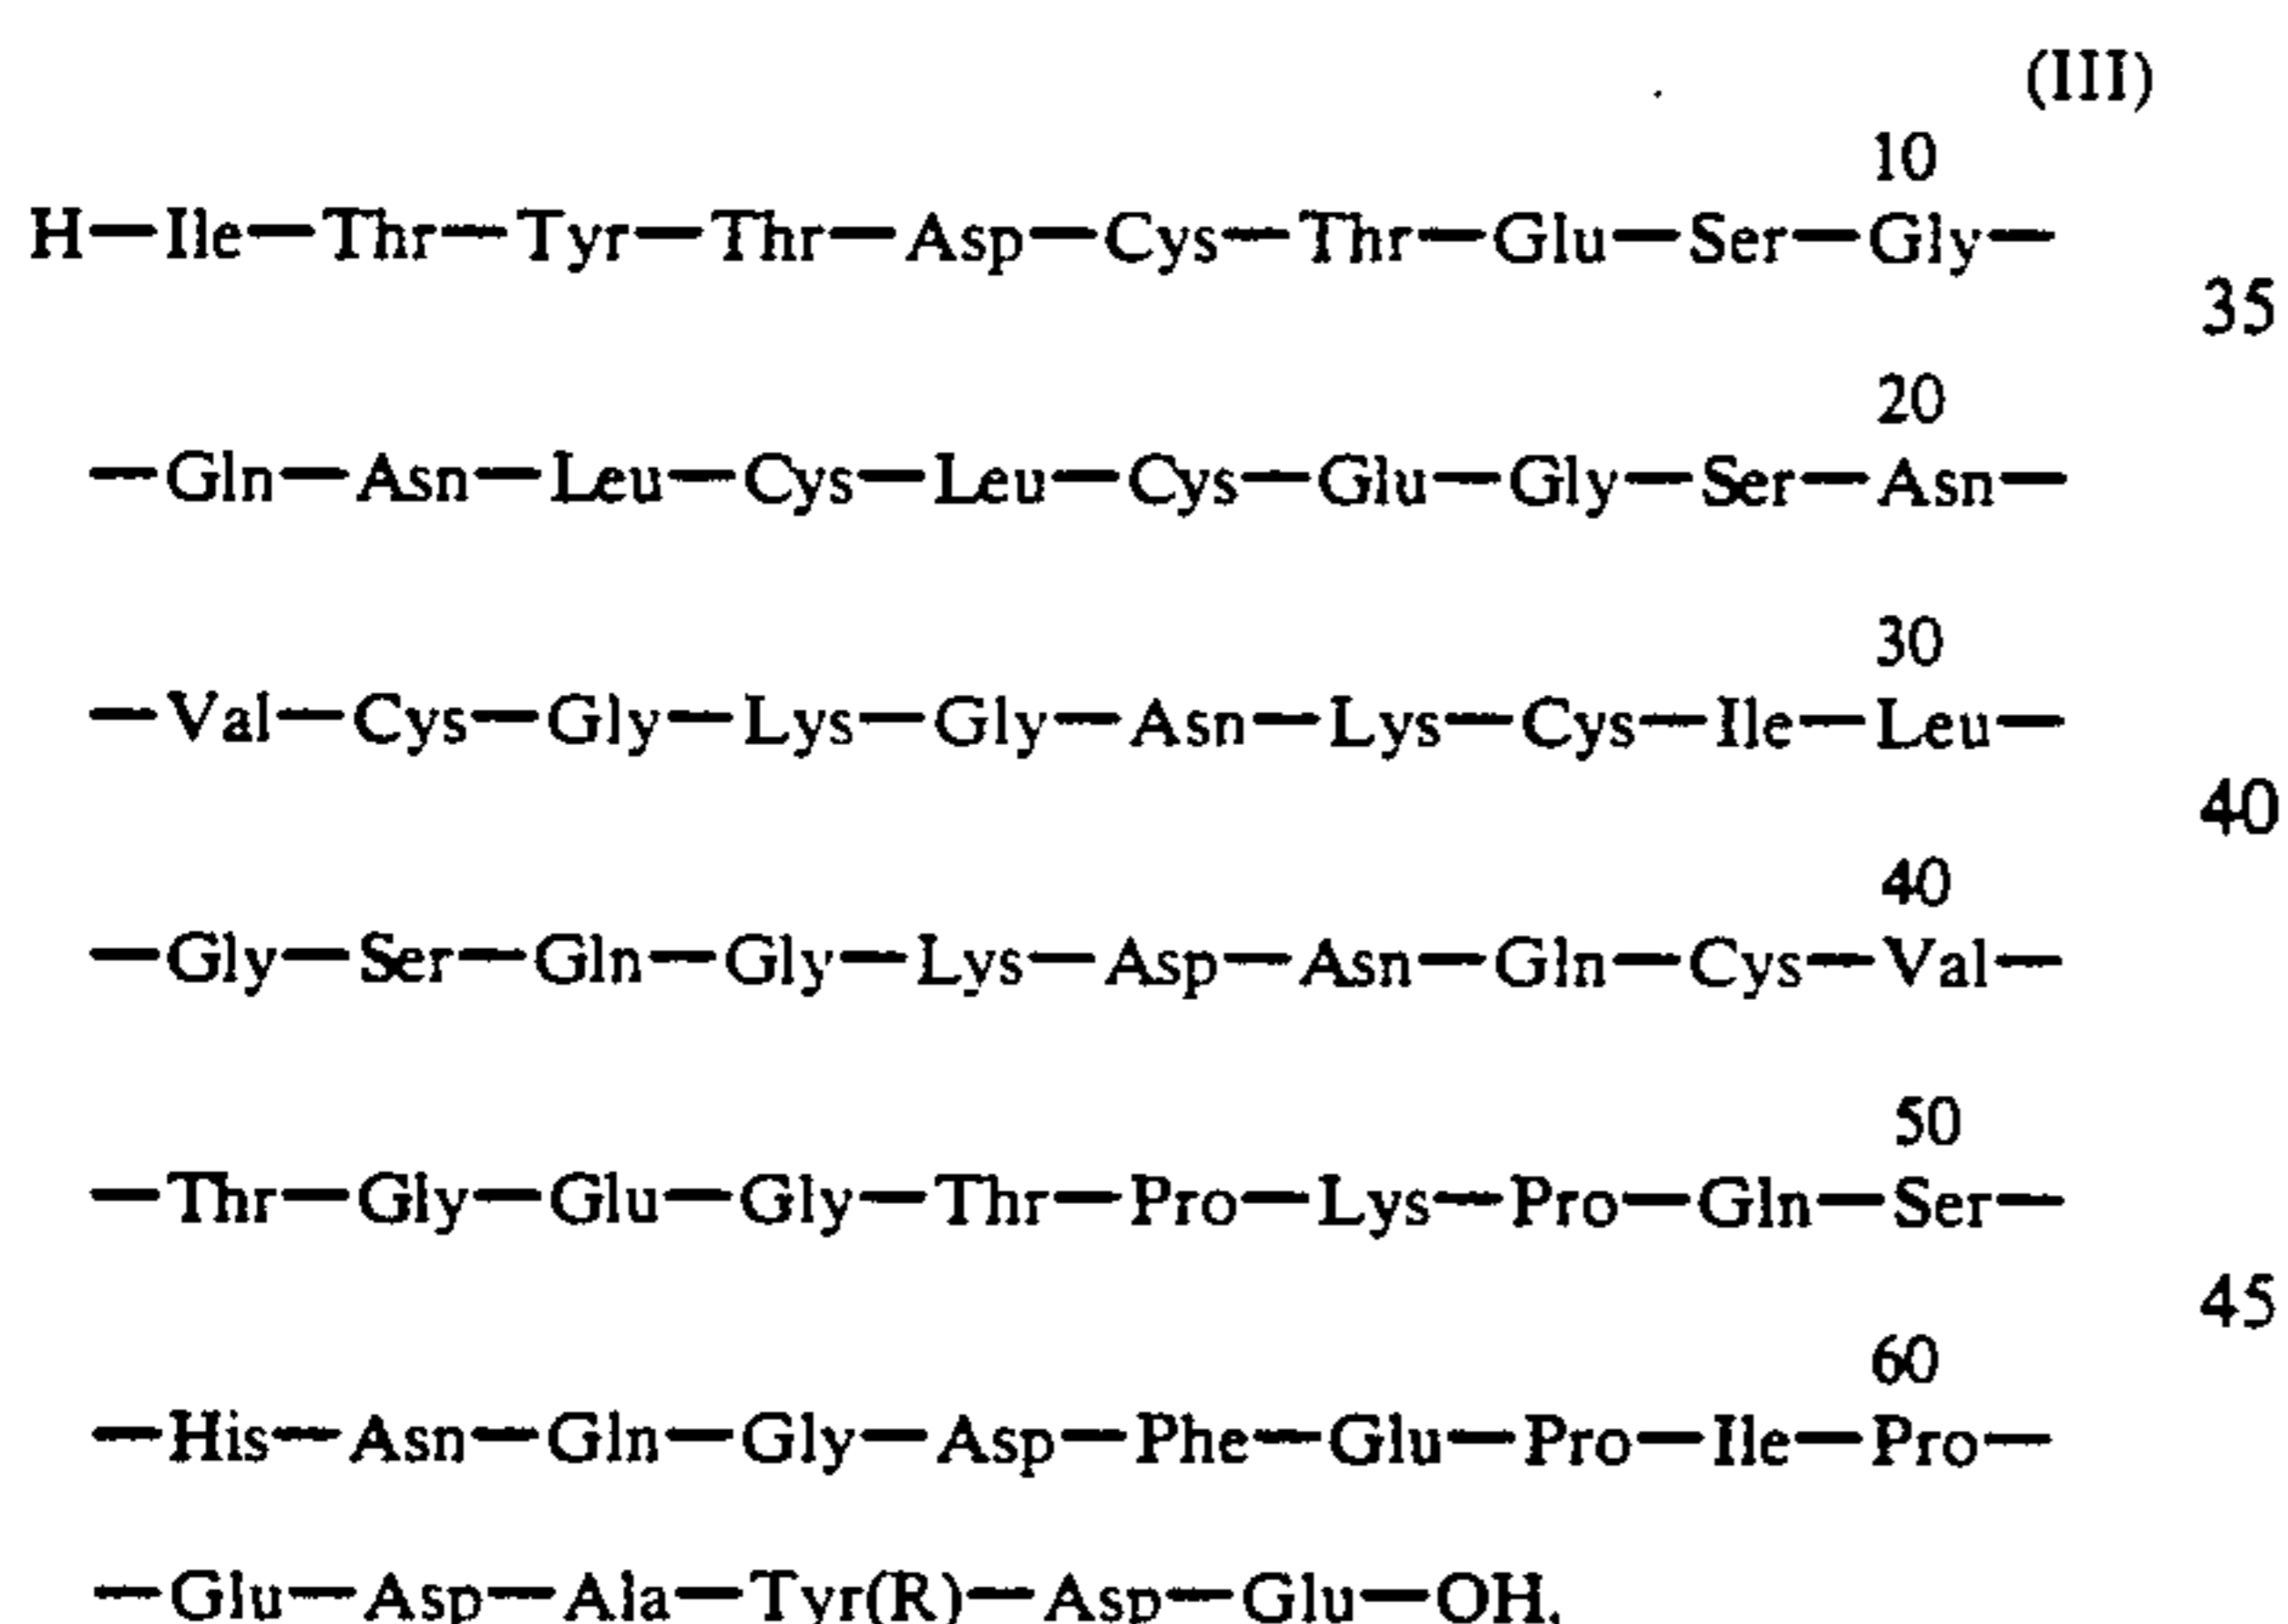 (III)
10
H—Ile—Thr—Tyr—Thr—Asp—Cys—Thr—Glu—Ser—Gly—
35
20
—Gln—Asn—Leu—Cys—Leu—Cys—Glu—Gly—Ser—Asn—
30
—Val—Cys—Gly—Lys—Gly—Asn—Lys—Cys—Ile—Leu—
40
40
—Gly—Ser—Gln—Gly—Lys—Asp—Asn—Gln—Cys—Val—
50
—Thr—Gly—Glu—Gly—Thr—Pro—Lys—Pro—Gln—Ser—
45
60
—His—Asn—Gln—Gly—Asp—Phe—Glu—Pro—Ile—Pro—
—Glu—Asp—Ala—Tyr(R)—Asp—Glu—OH,